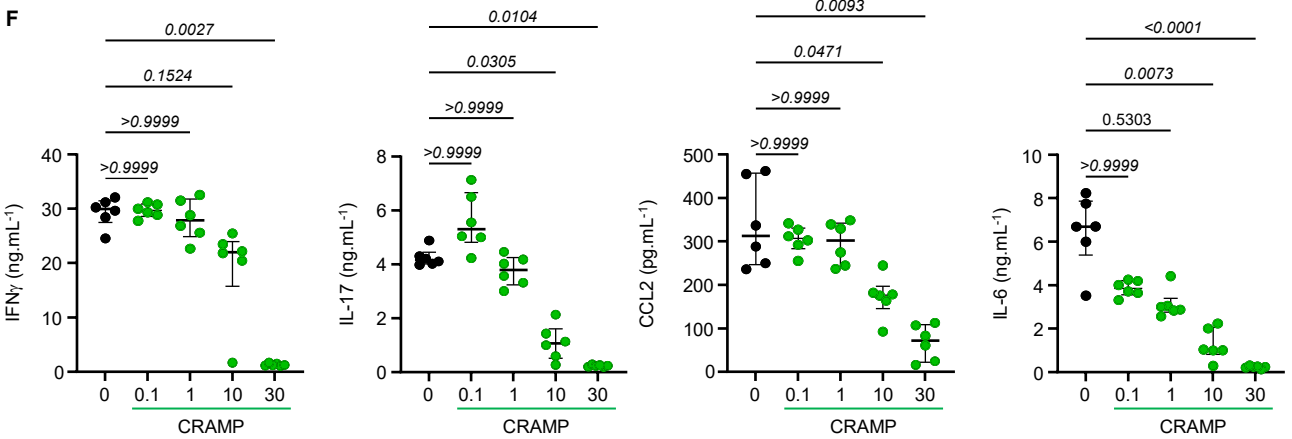 F
0.0027
0.1524
>0.9999
>0.9999
IFNγ (ng.mL⁻¹)
40
30
20
10
0
0 0.1 1 10 30
CRAMP
0.0104
0.0305
>0.9999
>0.9999
IL-17 (ng.mL⁻¹)
8
6
4
2
0
0 0.1 1 10 30
CRAMP
0.0093
0.0471
>0.9999
>0.9999
CCL2 (pg.mL⁻¹)
500
400
300
200
100
0
0 0.1 1 10 30
CRAMP
<0.0001
0.0073
0.5303
>0.9999
IL-6 (ng.mL⁻¹)
10
8
6
4
2
0
0 0.1 1 10 30
CRAMP